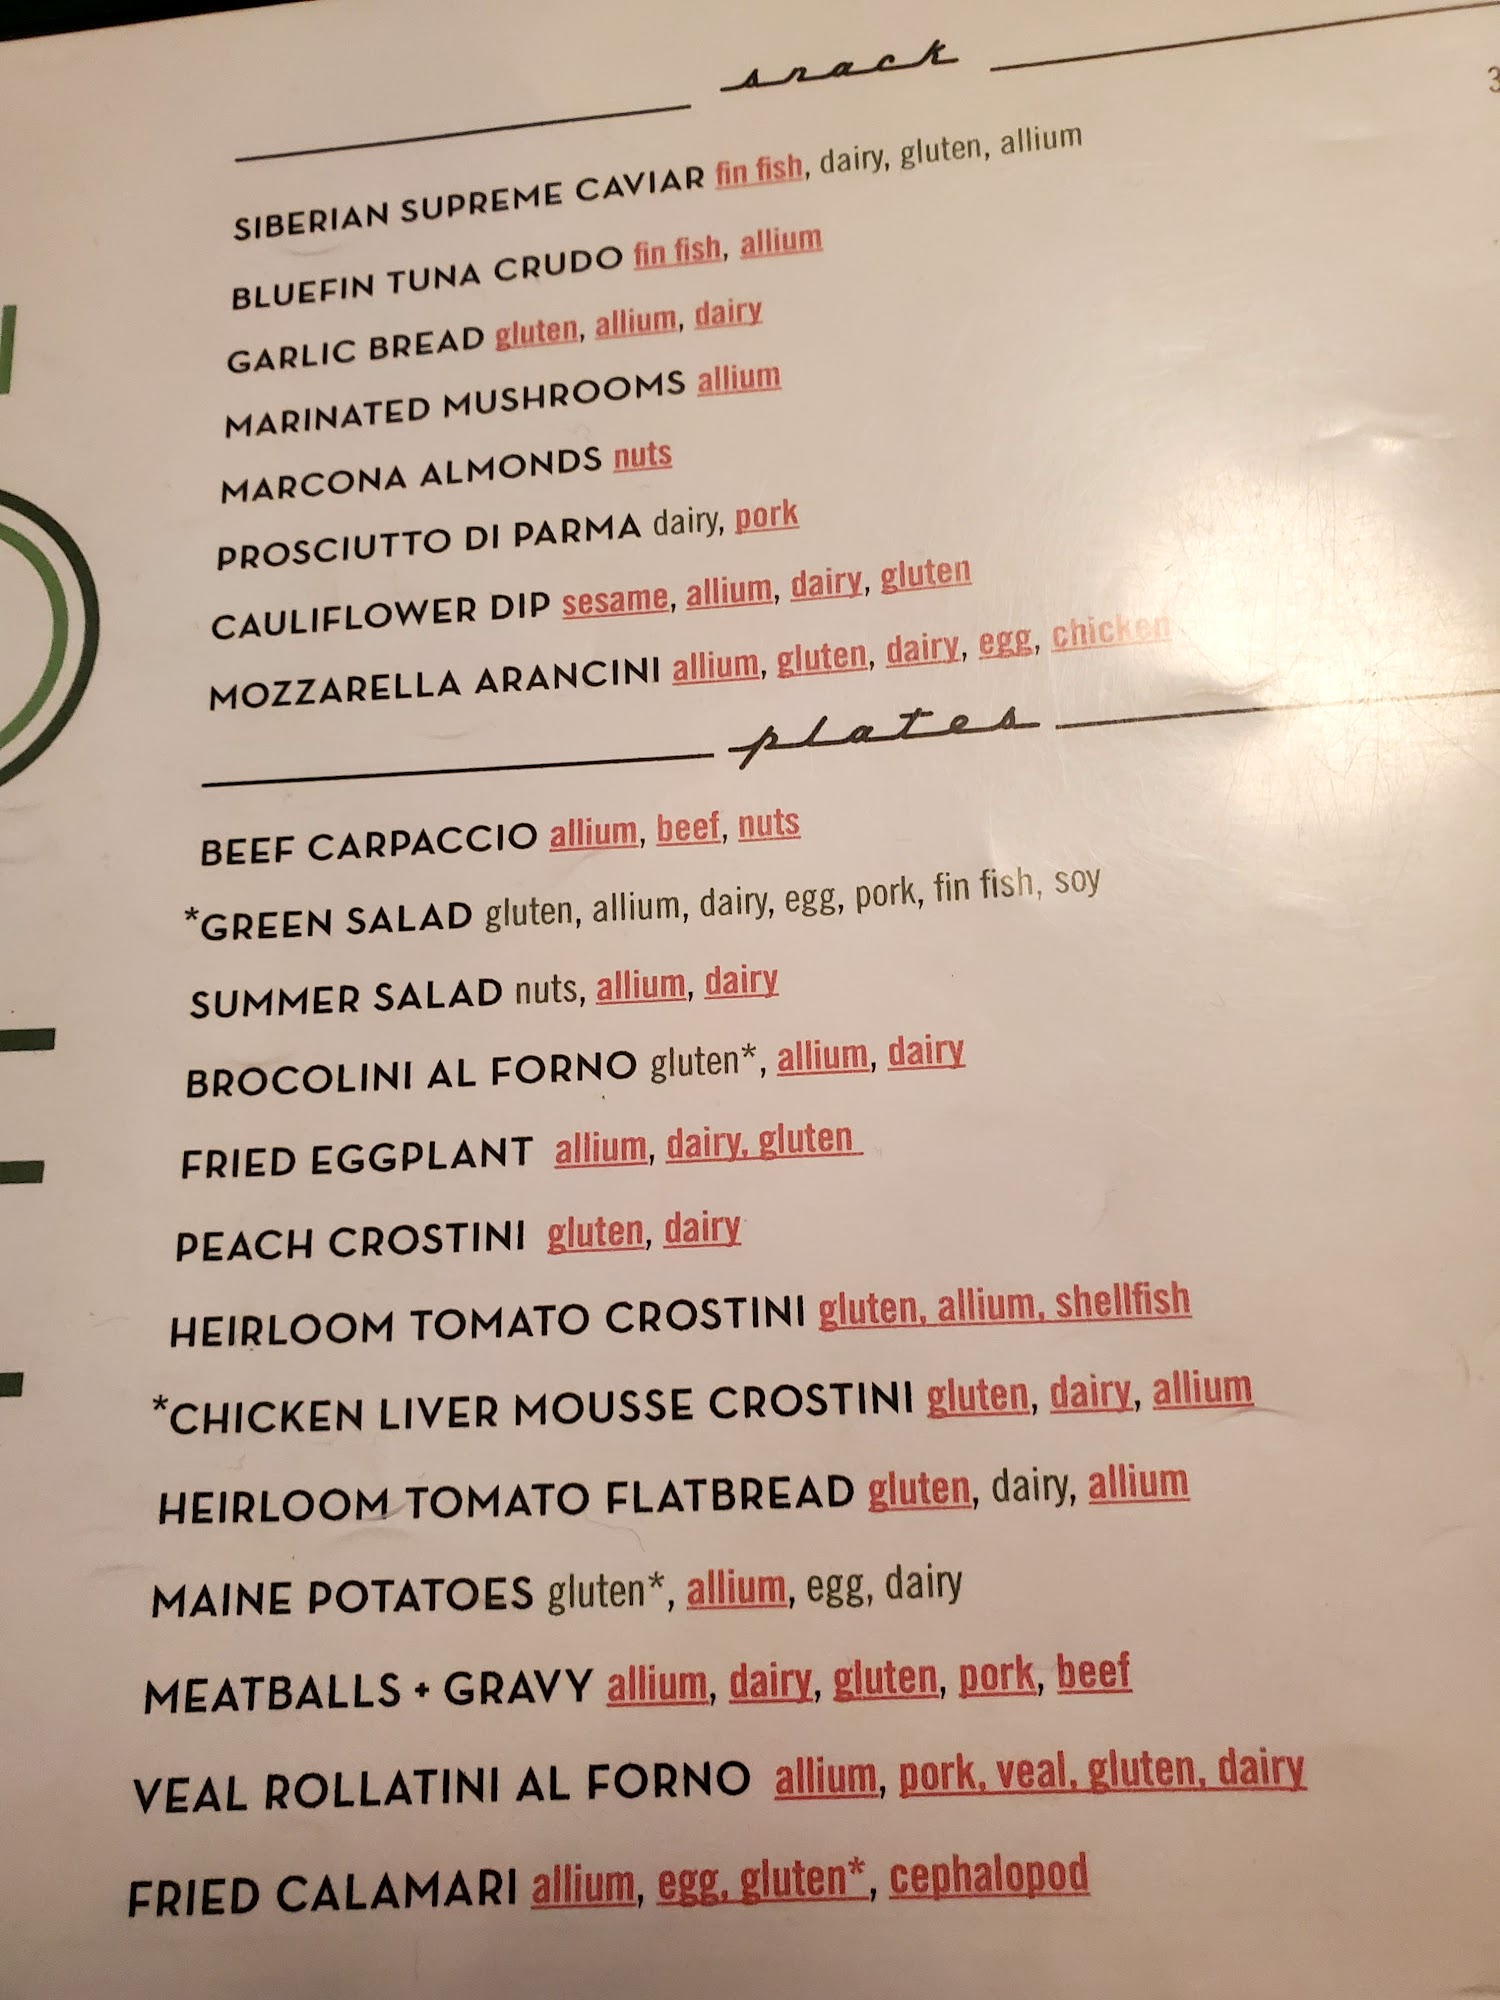 snack
3
SIBERIAN SUPREME CAVIAR fin fish, dairy, gluten, allium
BLUEFIN TUNA CRUDO fin fish, allium
GARLIC BREAD gluten, allium, dairy
MARINATED MUSHROOMS allium
MARCONA ALMONDS nuts
PROSCIUTTO DI PARMA dairy, pork
CAULIFLOWER DIP sesame, allium, dairy, gluten
MOZZARELLA ARANCINI allium, gluten, dairy, egg, chicken
plates
BEEF CARPACCIO allium, beef, nuts
*GREEN SALAD gluten, allium, dairy, egg, pork, fin fish, soy
SUMMER SALAD nuts, allium, dairy
BROCOLINI AL FORNO gluten*, allium, dairy
FRIED EGGPLANT allium, dairy, gluten
PEACH CROSTINI gluten, dairy
HEIRLOOM TOMATO CROSTINI gluten, allium, shellfish
*CHICKEN LIVER MOUSSE CROSTINI gluten, dairy, allium
HEIRLOOM TOMATO FLATBREAD gluten, dairy, allium
MAINE POTATOES gluten*, allium, egg, dairy
MEATBALLS + GRAVY allium, dairy, gluten, pork, beef
VEAL ROLLATINI AL FORNO allium, pork, veal, gluten, dairy
FRIED CALAMARI allium, egg, gluten*, cephalopod